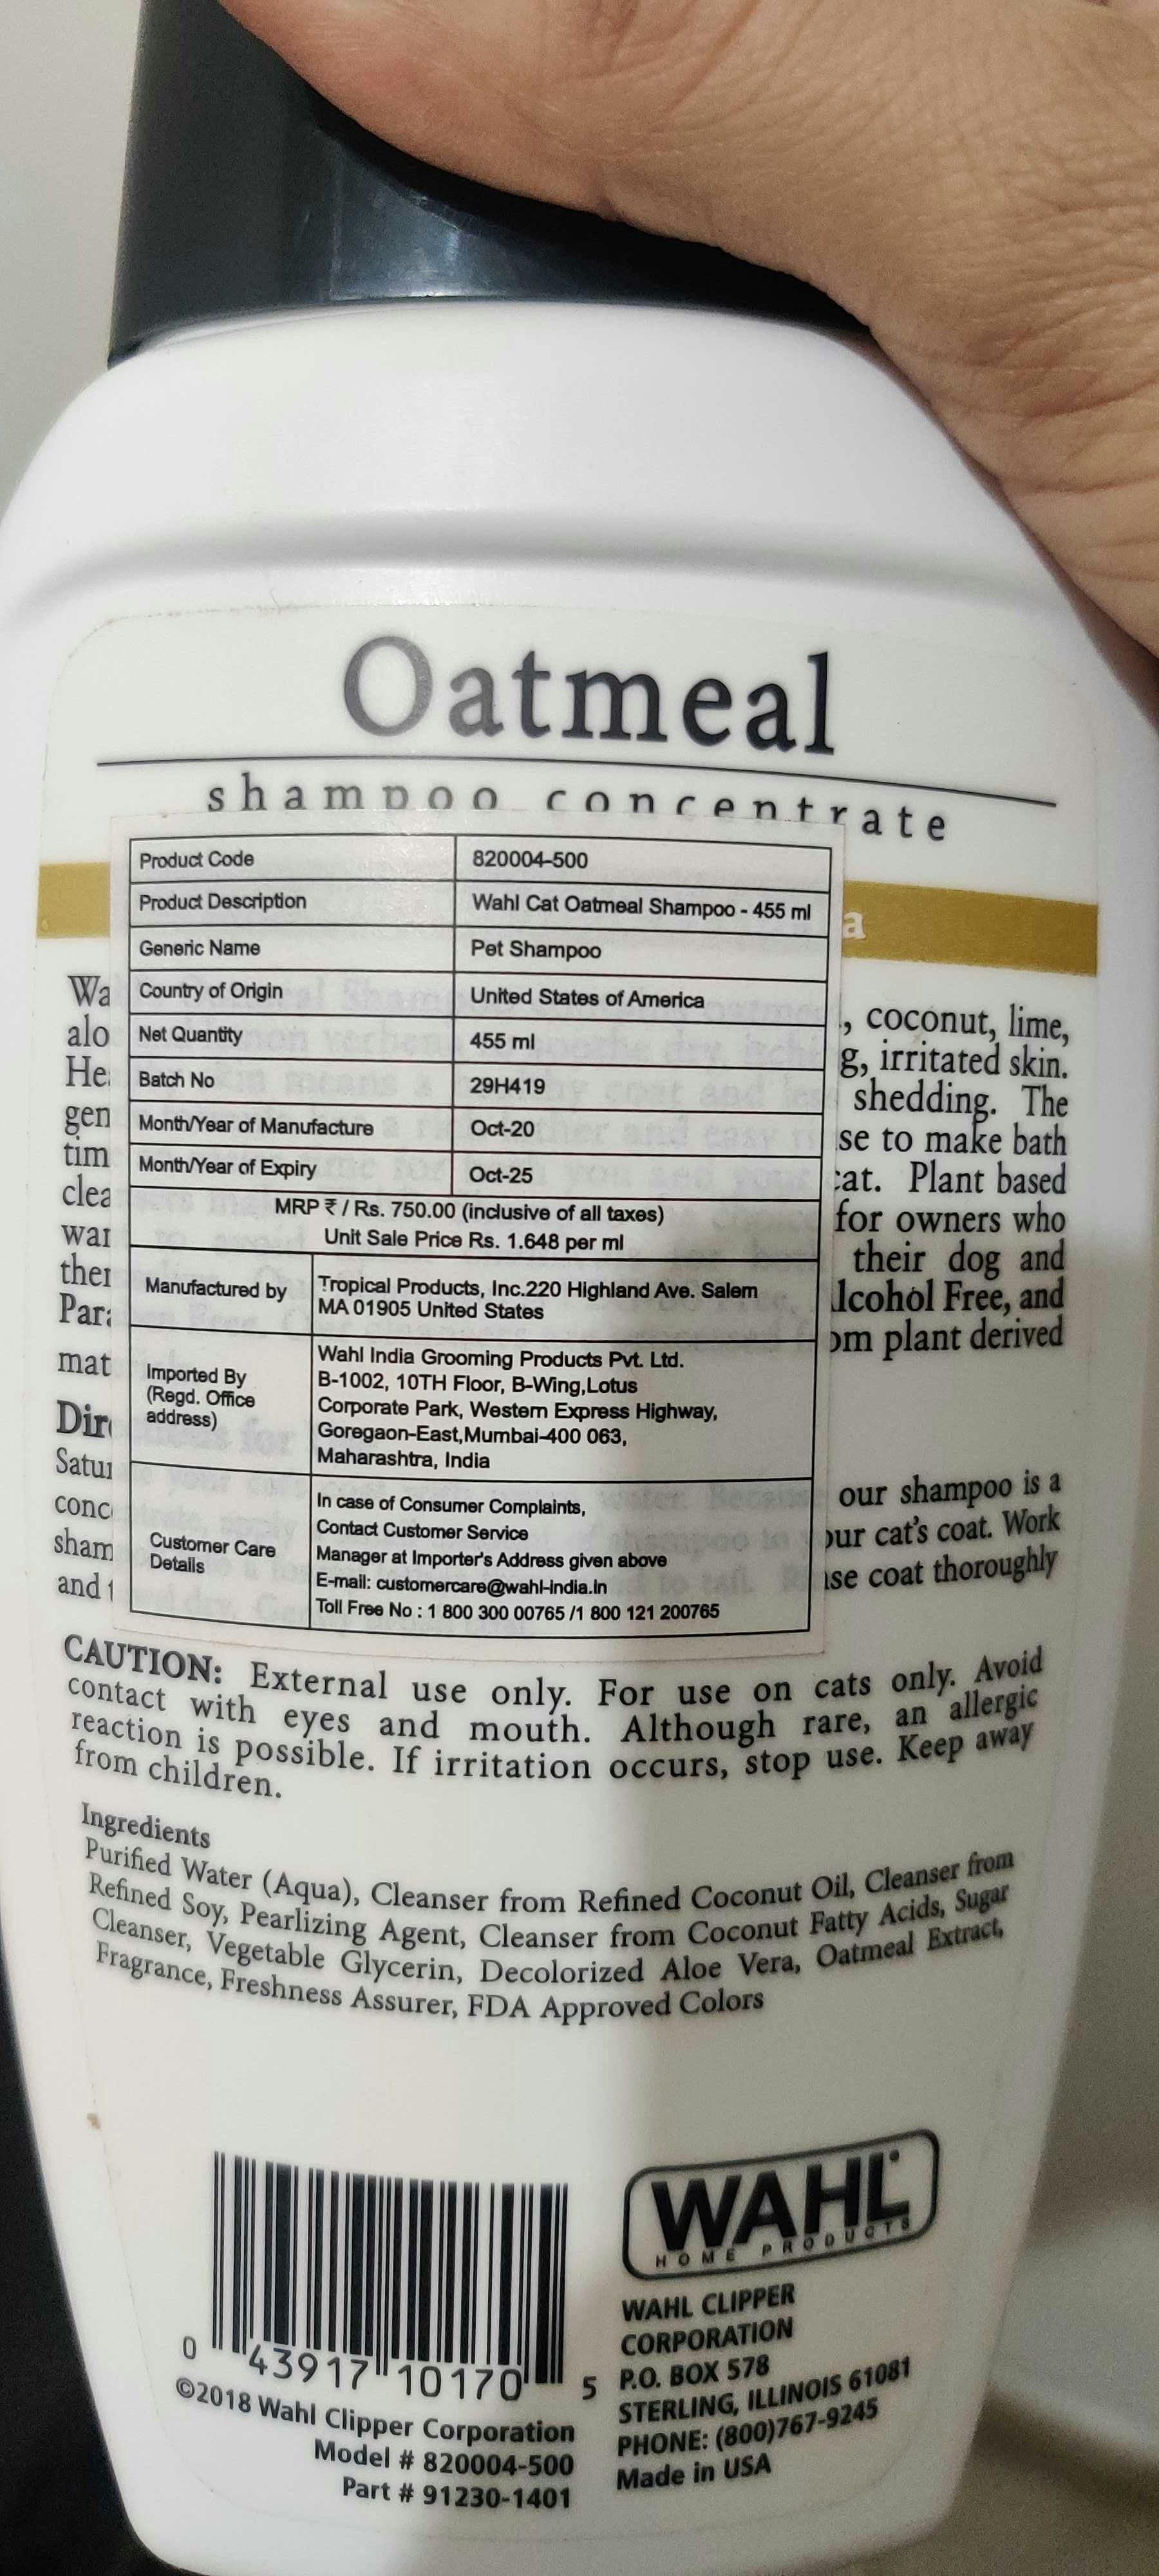 Oatmeal
shampoo concentrate
Product Code 820004-500
Product Description Wahl Cat Oatmeal Shampoo - 455 ml
Generic Name Pet Shampoo
Country of Origin United States of America
Net Quantity 455 ml
Batch No 29H419
Month/Year of Manufacture Oct-20
Month/Year of Expiry Oct-25
MRP ₹ / Rs. 750.00 (inclusive of all taxes)
Unit Sale Price Rs. 1.648 per ml
Manufactured by Tropical Products, Inc.220 Highland Ave. Salem
MA 01905 United States
Imported By
(Regd. Office
address)
Wahl India Grooming Products Pvt. Ltd.
B-1002, 10TH Floor, B-Wing,Lotus
Corporate Park, Western Express Highway,
Goregaon-East,Mumbai-400 063,
Maharashtra, India
Customer Care
Details
In case of Consumer Complaints,
Contact Customer Service
Manager at Importer's Address given above
E-mail: customercare@wahl-india.in
Toll Free No : 1 800 300 00765 /1 800 121 200765
, coconut, lime,
irritated skin.
shedding. The
to make bath
Plant based
for owners who
their dog and
Free, and
plant derived
our shampoo is a
cat's coat. Work
coat thoroughly
CAUTION: External use only. For use on cats only. Avoid
contact with eyes and mouth. Although rare, an allergic
reaction is possible. If irritation occurs, stop use. Keep away
from children.
Ingredients
Purified Water (Aqua), Cleanser from Refined Coconut Oil, Cleanser from
Refined Soy, Pearlizing Agent, Cleanser from Coconut Fatty Acids, Sugar
Cleanser, Vegetable Glycerin, Decolorized Aloe Vera, Oatmeal Extract,
Fragrance, Freshness Assurer, FDA Approved Colors
0 43917 10170 5
©2018 Wahl Clipper Corporation
Model # 820004-500
Part # 91230-1401
WAHL
HOME PRODUCTS
WAHL CLIPPER
CORPORATION
P.O. BOX 578
STERLING, ILLINOIS 61081
PHONE: (800)767-9245
Made in USA